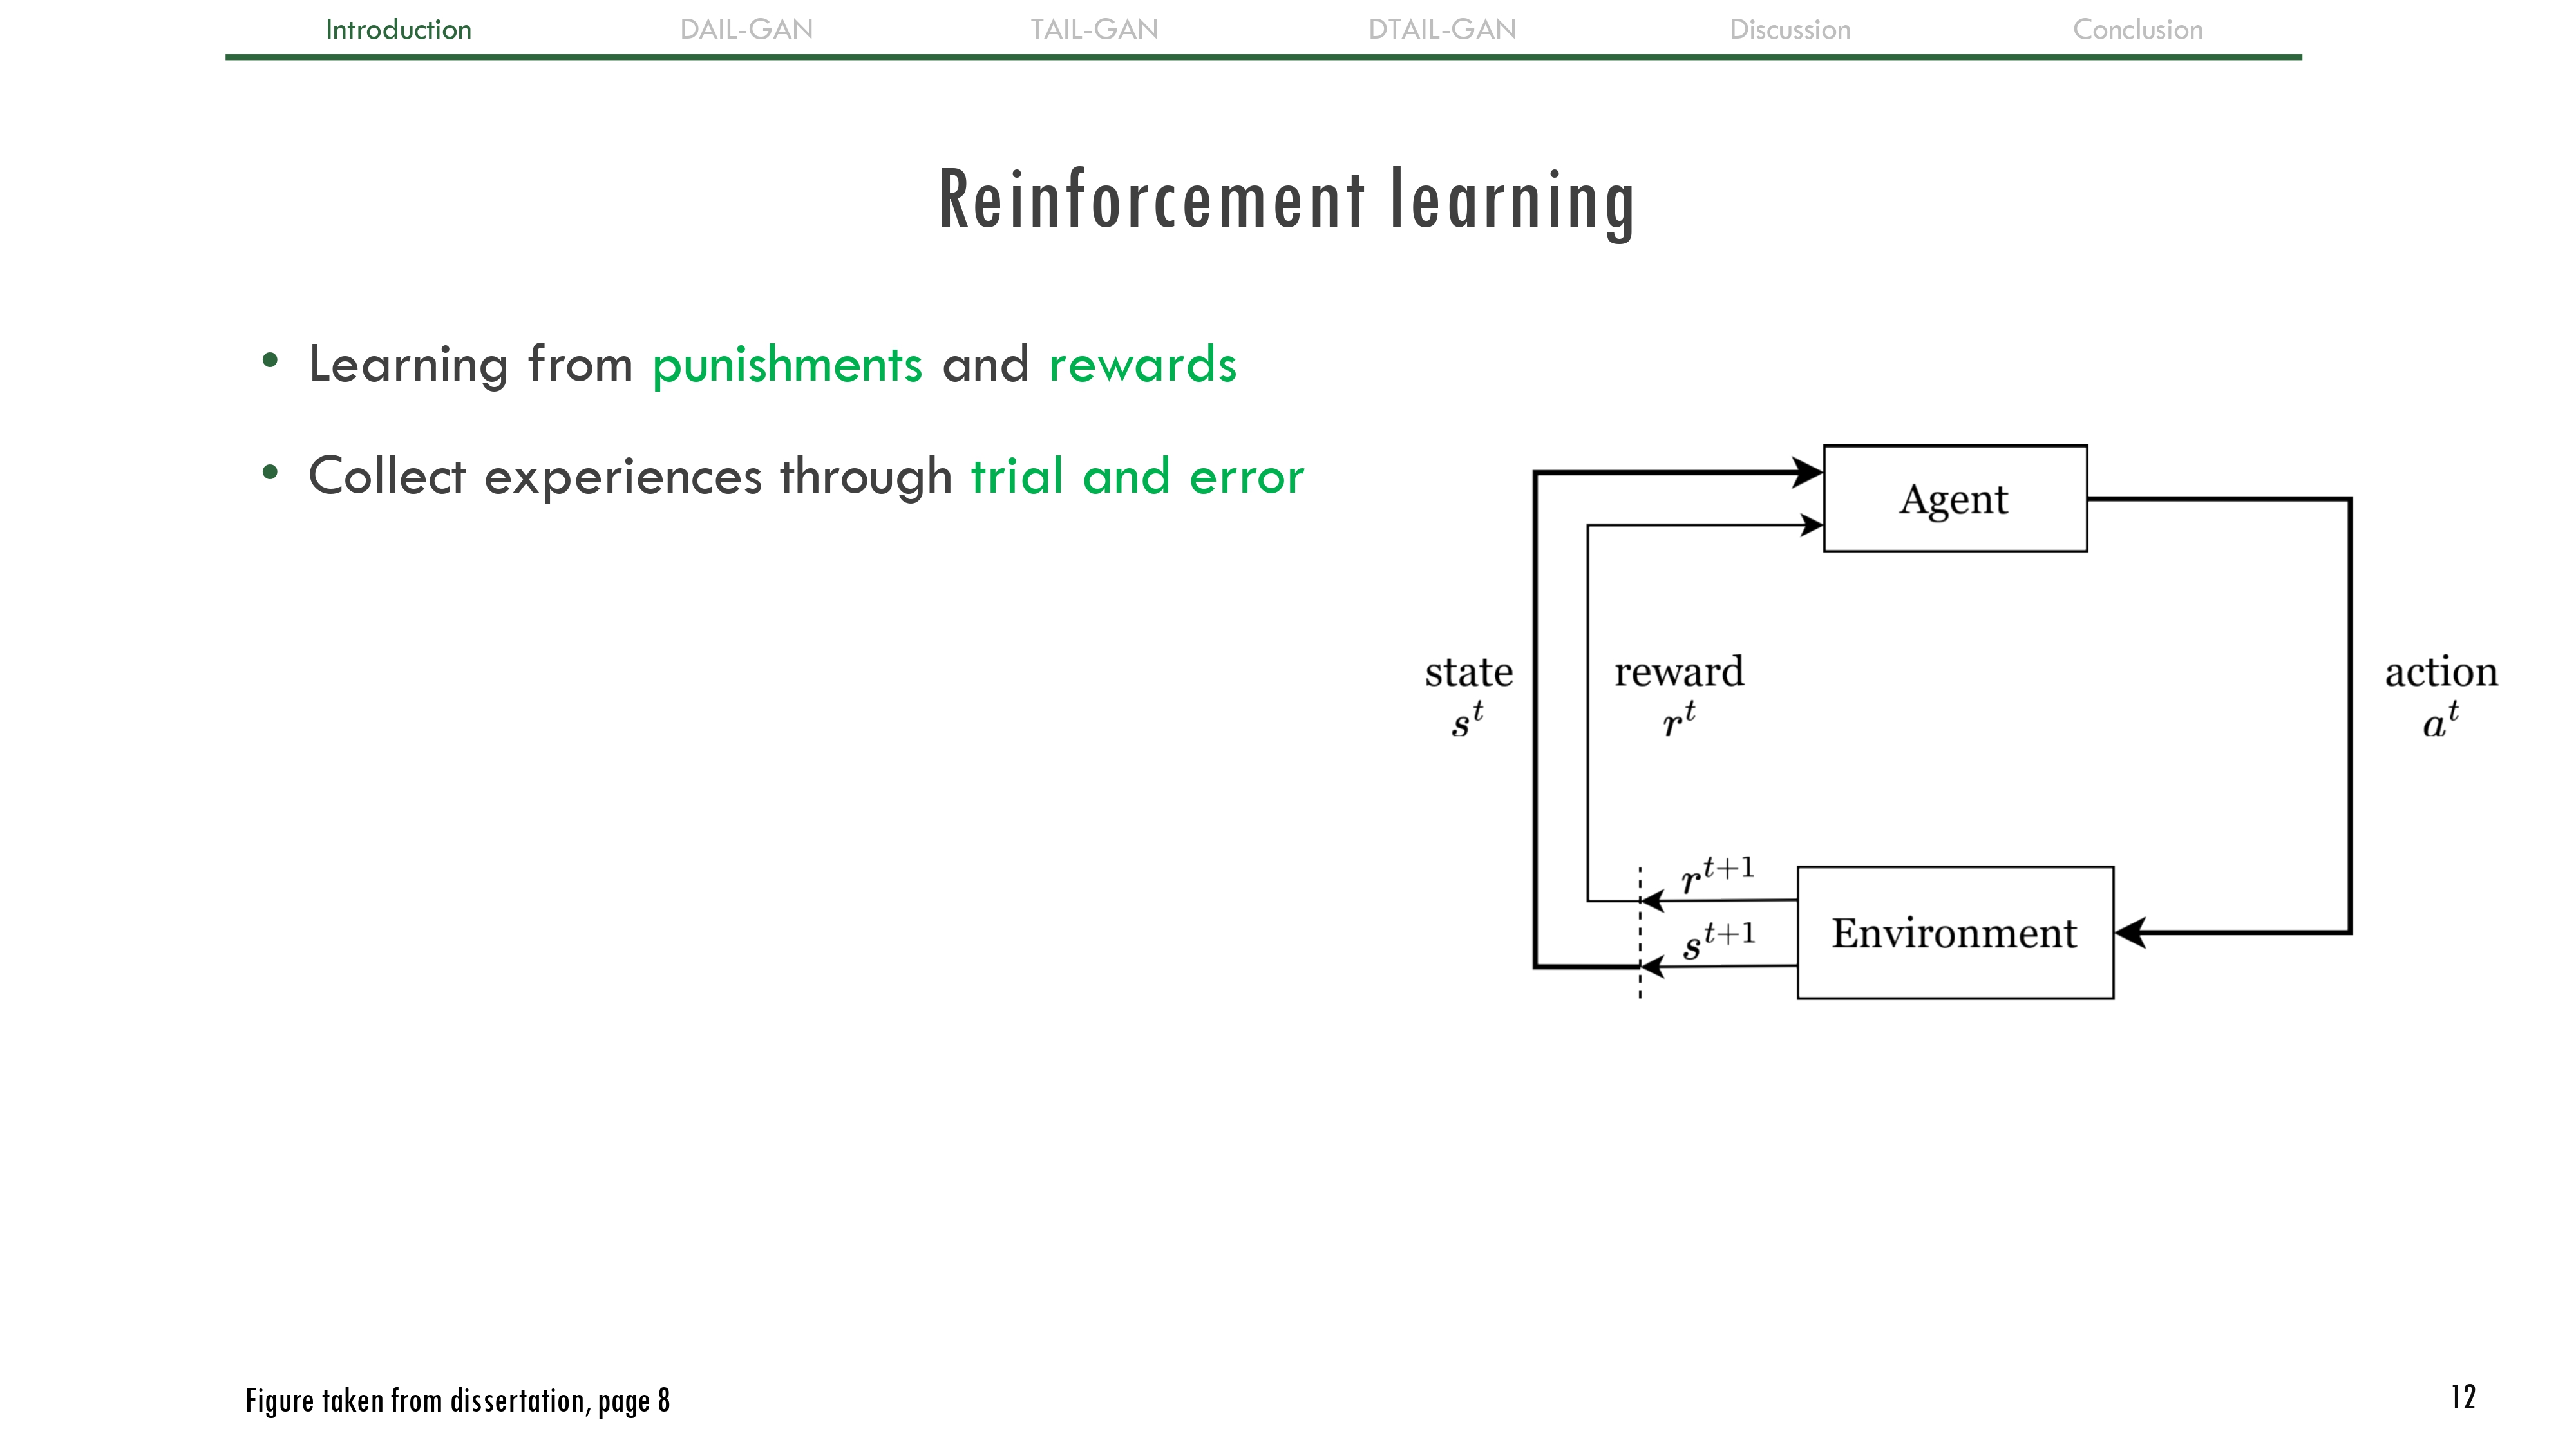 Introduction DAIL-GAN TAIL-GAN DTAIL-GAN Discussion Conclusion
Reinforcement learning
• Learning from punishments and rewards
• Collect experiences through trial and error
Agent
state
s^t
reward
r^t
action
a^t
r^{t+1}
s^{t+1}
Environment
Figure taken from dissertation, page 8
12